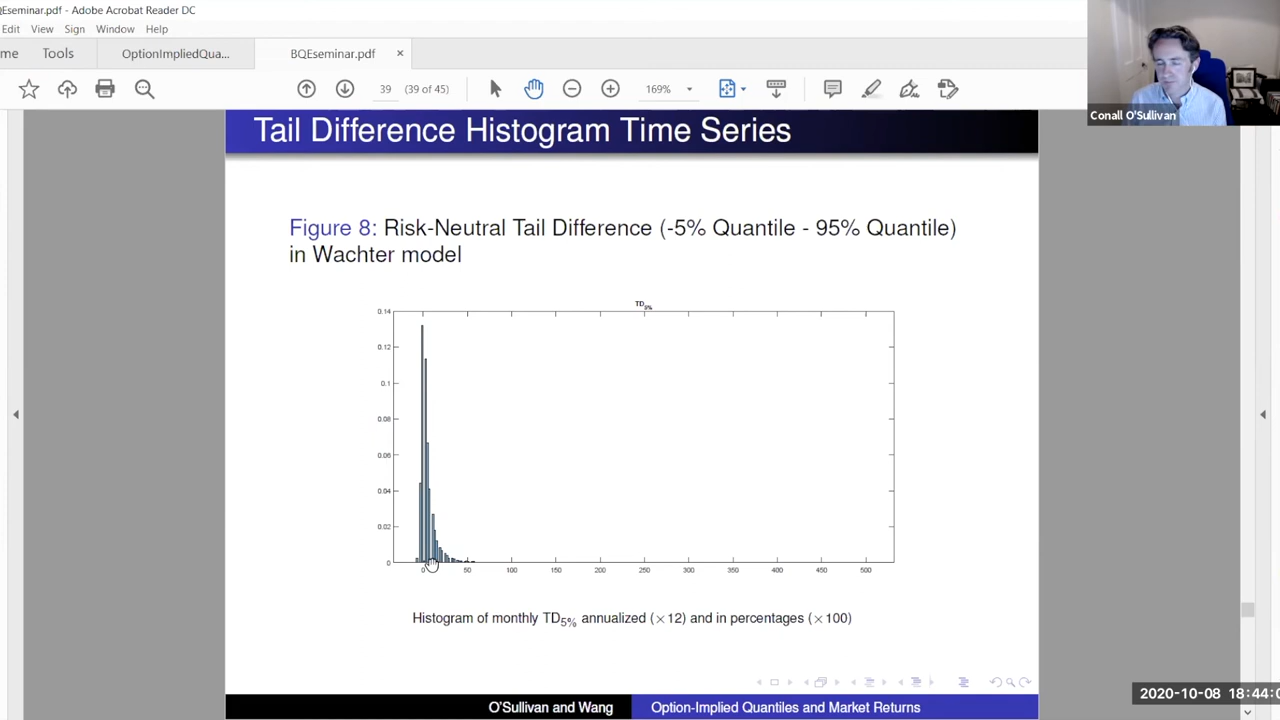 QEseminar.pdf - Adobe Acrobat Reader DC
Edit View Sign Window Help
me Tools OptionImpliedQua... BQEseminar.pdf ×
39 (39 of 45) 169%
Conall O'Sullivan
Tail Difference Histogram Time Series
Figure 8: Risk-Neutral Tail Difference (-5% Quantile - 95% Quantile)
in Wachter model
TD5%
0.14
0.12
0.1
0.08
0.06
0.04
0.02
0
0 50 100 150 200 250 300 350 400 450 500
Histogram of monthly TD5% annualized (×12) and in percentages (×100)
2020-10-08 18:44:0
O'Sullivan and Wang Option-Implied Quantiles and Market Returns